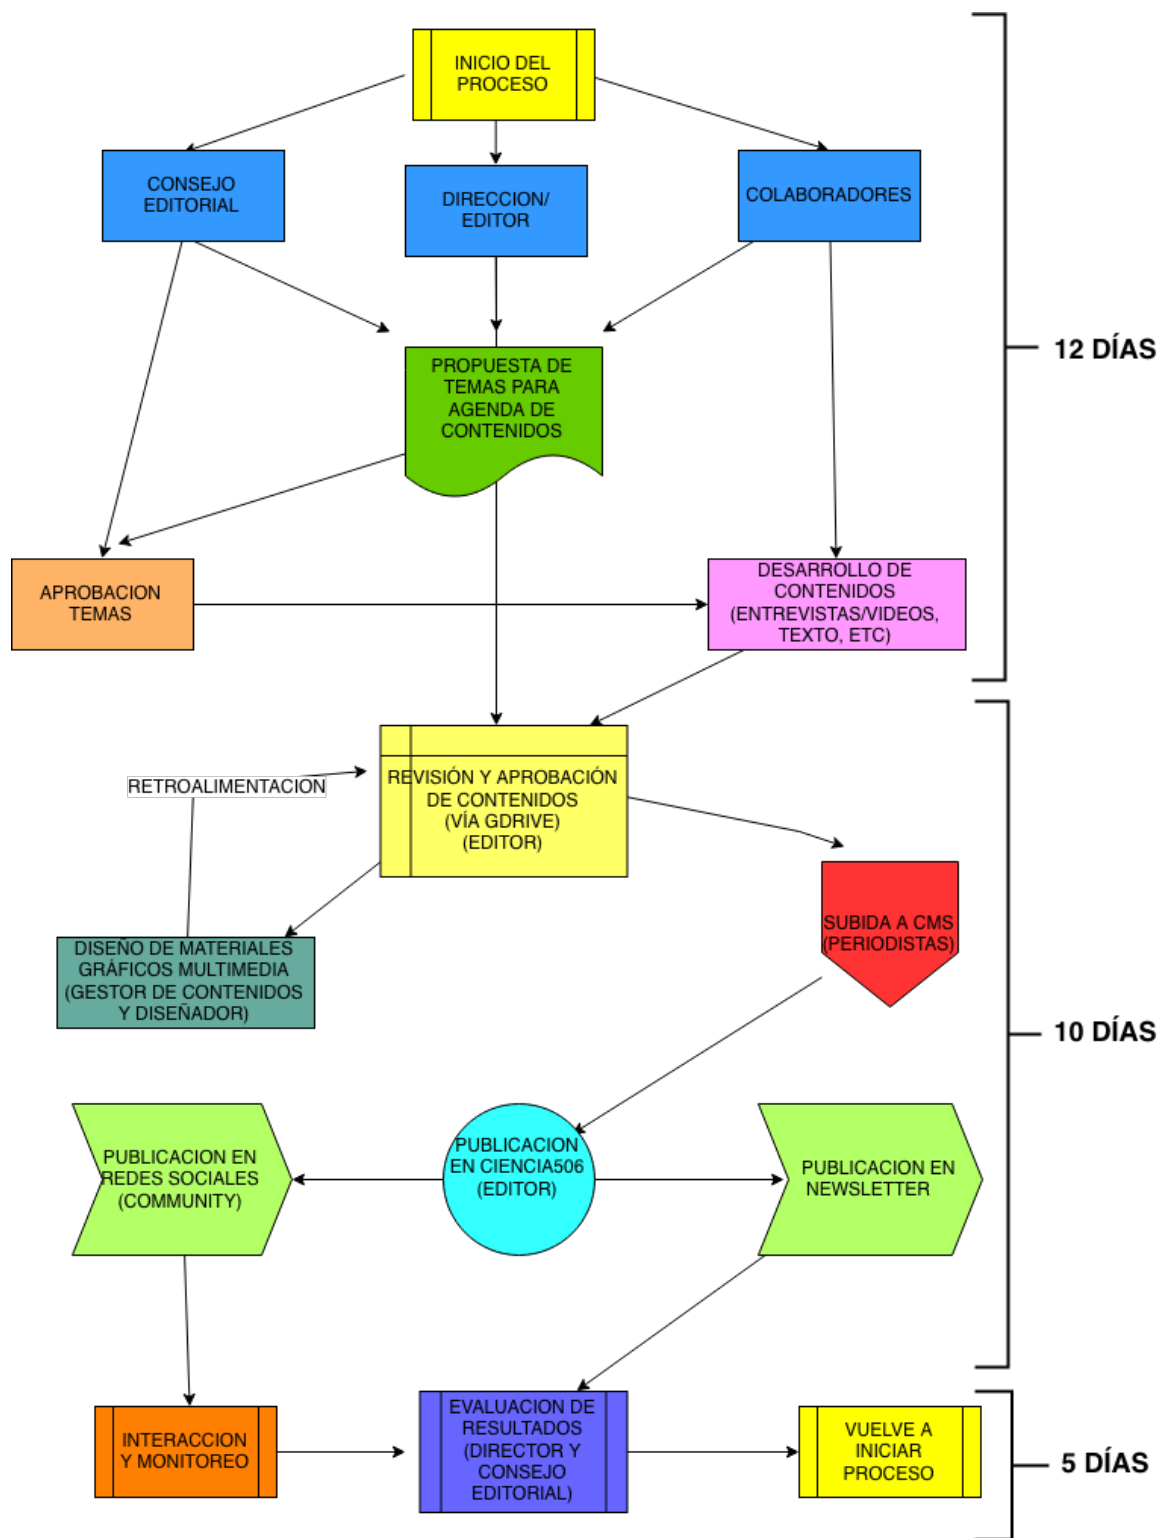 INICIO DEL
PROCESO
CONSEJO
EDITORIAL
DIRECCION/
EDITOR
COLABORADORES
12 DÍAS
PROPUESTA DE
TEMAS PARA
AGENDA DE
CONTENIDOS
APROBACION
TEMAS
DESARROLLO DE
CONTENIDOS
(ENTREVISTAS/VIDEOS,
TEXTO, ETC)
RETROALIMENTACION
REVISIÓN Y APROBACIÓN
DE CONTENIDOS
(VÍA GDRIVE)
(EDITOR)
SUBIDA A CMS
(PERIODISTAS)
DISEÑO DE MATERIALES
GRÁFICOS MULTIMEDIA
(GESTOR DE CONTENIDOS
Y DISEÑADOR)
10 DÍAS
PUBLICACION EN
REDES SOCIALES
(COMMUNITY)
PUBLICACION
EN CIENCIA506
(EDITOR)
PUBLICACION EN
NEWSLETTER
INTERACCION
Y MONITOREO
EVALUACION DE
RESULTADOS
(DIRECTOR Y
CONSEJO
EDITORIAL)
VUELVE A
INICIAR
PROCESO
5 DÍAS